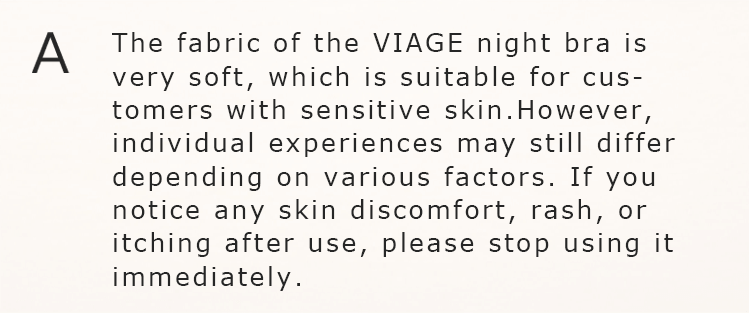 A The fabric of the VIAGE night bra is
very soft, which is suitable for cus-
tomers with sensitive skin.However,
individual experiences may still differ
depending on various factors. If you
notice any skin discomfort, rash, or
itching after use, please stop using it
immediately.